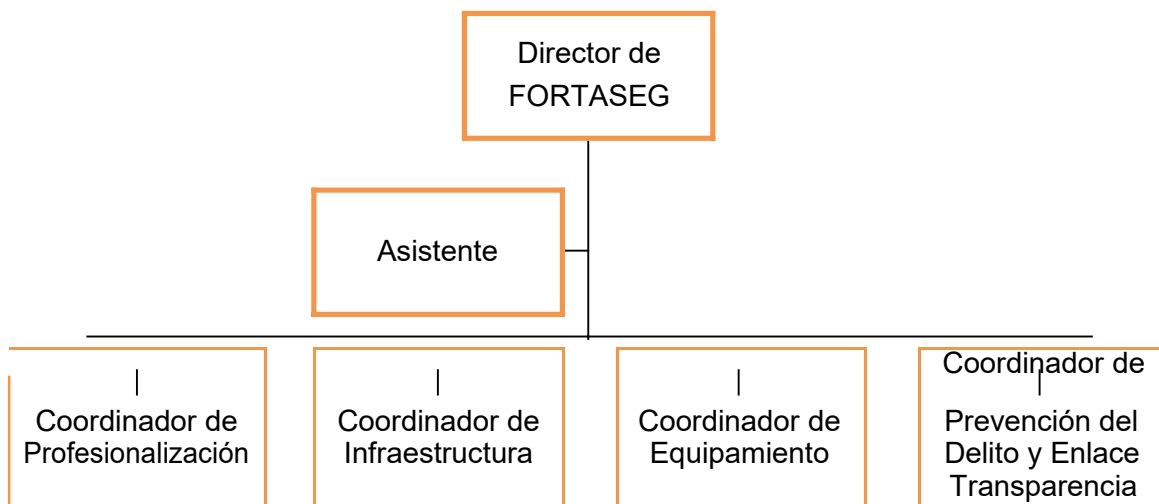 Director de
FORTASEG
Asistente
Coordinador de
Profesionalización
Coordinador de
Infraestructura
Coordinador de
Equipamiento
Coordinador de
Prevención del
Delito y Enlace
Transparencia